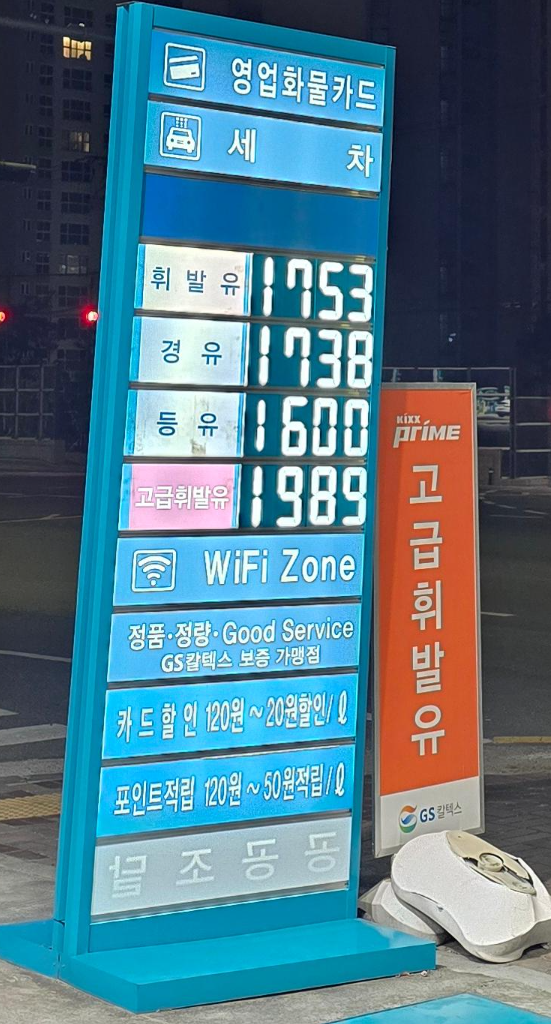 영업화물카드
세 차
휘발유 1753
경유 1738
등유 1600
고급휘발유 1989
WiFi Zone
정품·정량·Good Service
GS칼텍스 보증 가맹점
카드할인 120원~20원할인/ℓ
포인트적립 120원~50원적립/ℓ
KIXX
PRIME
고급휘발유
GS칼텍스